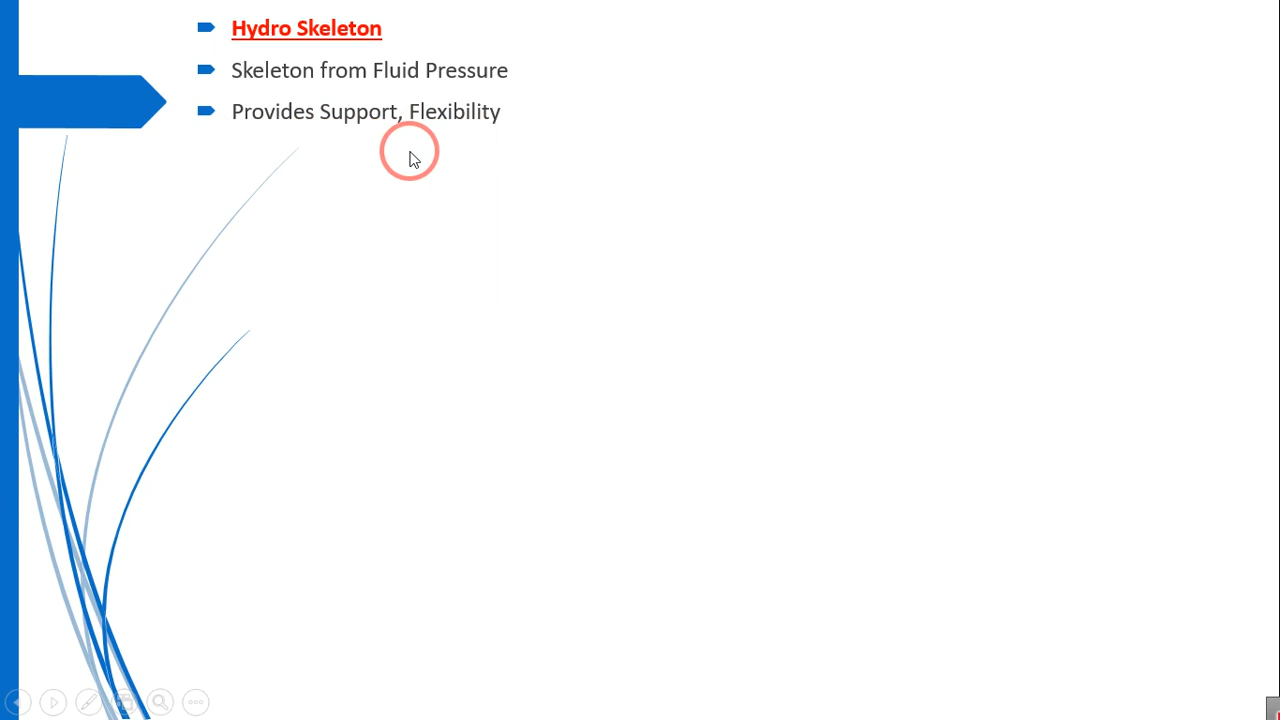 Hydro Skeleton
Skeleton from Fluid Pressure
Provides Support, Flexibility